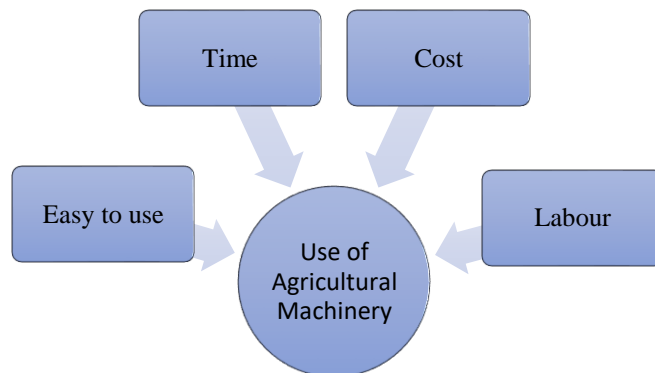 Time
Cost
Easy to use
Labour
Use of
Agricultural
Machinery